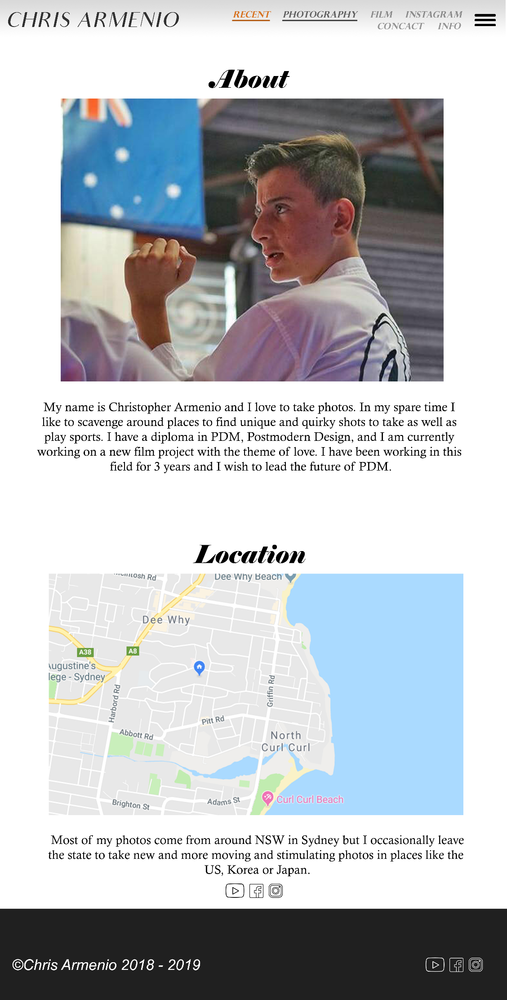 CHRIS ARMENIO
RECENT PHOTOGRAPHY FILM INSTAGRAM
CONCACT INFO
About
My name is Christopher Armenio and I love to take photos. In my spare time I
like to scavenge around places to find unique and quirky shots to take as well as
play sports. I have a diploma in PDM, Postmodern Design, and I am currently
working on a new film project with the theme of love. I have been working in this
field for 3 years and I wish to lead the future of PDM.
Location
Rd
Dee Why Beach
Dee Why
A38
A8
Augustine's
lege - Sydney
Harbord Rd
Griffin Rd
Pitt Rd
Abbott Rd
North
Curl Curl
Brighton St
Adams St
Curl Curl Beach
Most of my photos come from around NSW in Sydney but I occasionally leave
the state to take new and more moving and stimulating photos in places like the
US, Korea or Japan.
©Chris Armenio 2018 - 2019